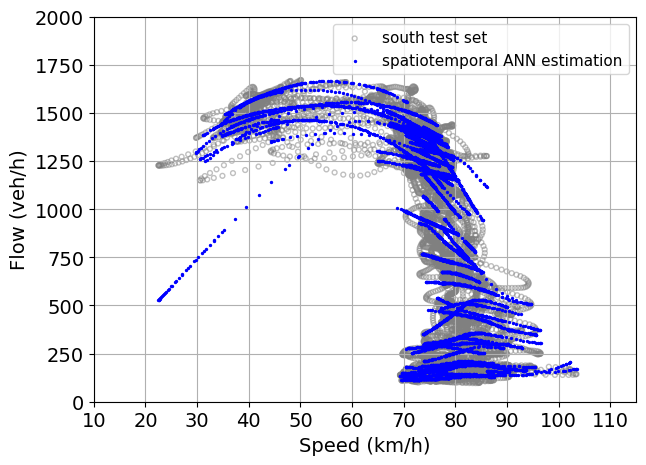 south test set
spatiotemporal ANN estimation
2000
1750
1500
1250
1000
750
500
250
0
Flow (veh/h)
10 20 30 40 50 60 70 80 90 100 110
Speed (km/h)